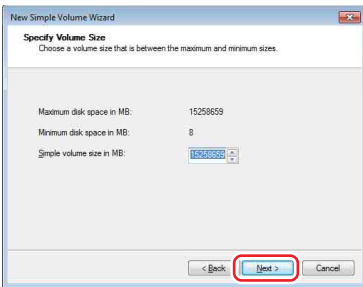 New Simple Volume Wizard
Specify Volume Size
Choose a volume size that is between the maximum and minimum sizes.
Maximum disk space in MB: 15258659
Minimum disk space in MB: 8
Simple volume size in MB: 15258659
< Back Next > Cancel